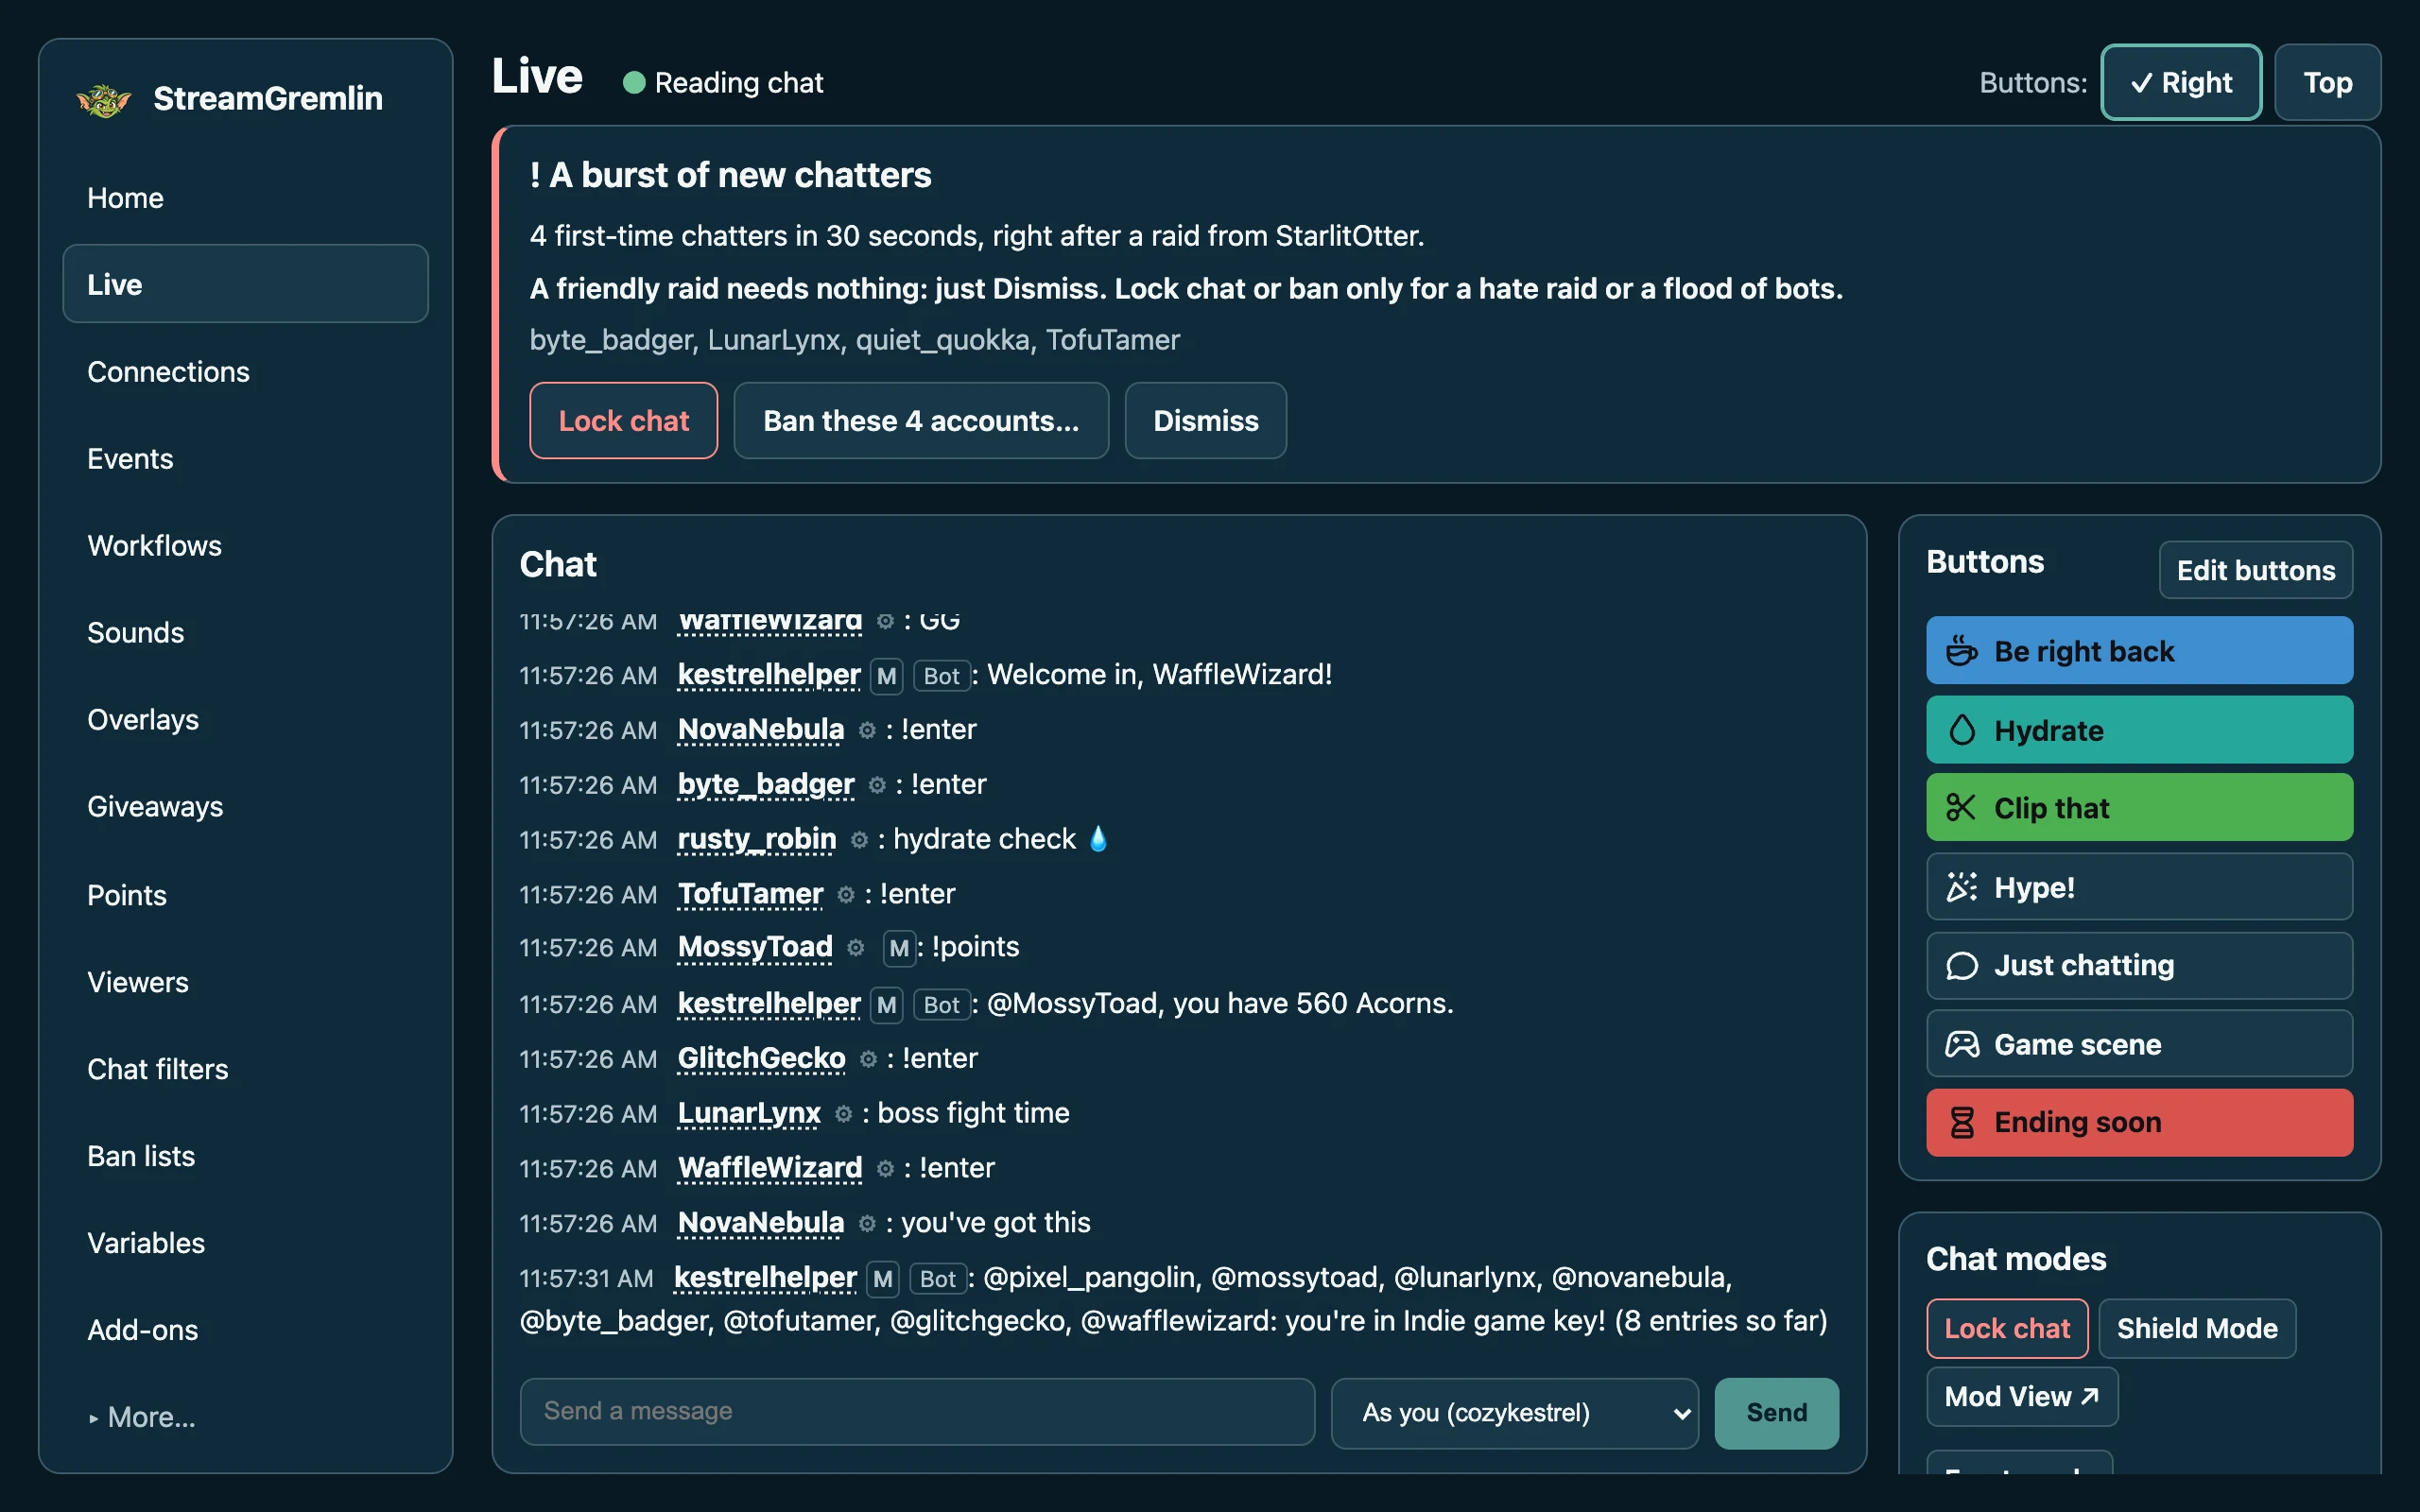 StreamGremlin
Home
Live
Connections
Events
Workflows
Sounds
Overlays
Giveaways
Points
Viewers
Chat filters
Ban lists
Variables
Add-ons
▸ More...
Live
Reading chat
Buttons:
✓ Right
Top
! A burst of new chatters
4 first-time chatters in 30 seconds, right after a raid from StarlitOtter.
A friendly raid needs nothing: just Dismiss. Lock chat or ban only for a hate raid or a flood of bots.
byte_badger, LunarLynx, quiet_quokka, TofuTamer
Lock chat
Ban these 4 accounts...
Dismiss
Chat
11:57:26 AM WaffleWizard ⚙ : GG
11:57:26 AM kestrelhelper M Bot: Welcome in, WaffleWizard!
11:57:26 AM NovaNebula ⚙ : !enter
11:57:26 AM byte_badger ⚙ : !enter
11:57:26 AM rusty_robin ⚙ : hydrate check 💧
11:57:26 AM TofuTamer ⚙ : !enter
11:57:26 AM MossyToad ⚙ M: !points
11:57:26 AM kestrelhelper M Bot: @MossyToad, you have 560 Acorns.
11:57:26 AM GlitchGecko ⚙ : !enter
11:57:26 AM LunarLynx ⚙ : boss fight time
11:57:26 AM WaffleWizard ⚙ : !enter
11:57:26 AM NovaNebula ⚙ : you've got this
11:57:31 AM kestrelhelper M Bot: @pixel_pangolin, @mossytoad, @lunarlynx, @novanebula,
@byte_badger, @tofutamer, @glitchgecko, @wafflewizard: you're in Indie game key! (8 entries so far)
Send a message
As you (cozykestrel)
Send
Buttons
Edit buttons
Be right back
Hydrate
Clip that
Hype!
Just chatting
Game scene
Ending soon
Chat modes
Lock chat
Shield Mode
Mod View ↗